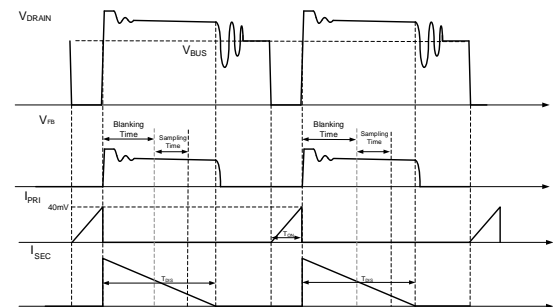 VDRAIN
VBUS
VFB
Blanking Time
Sampling Time
Blanking Time
Sampling Time
IPRI
40mV
TON
ISEC
TDIS
TDIS